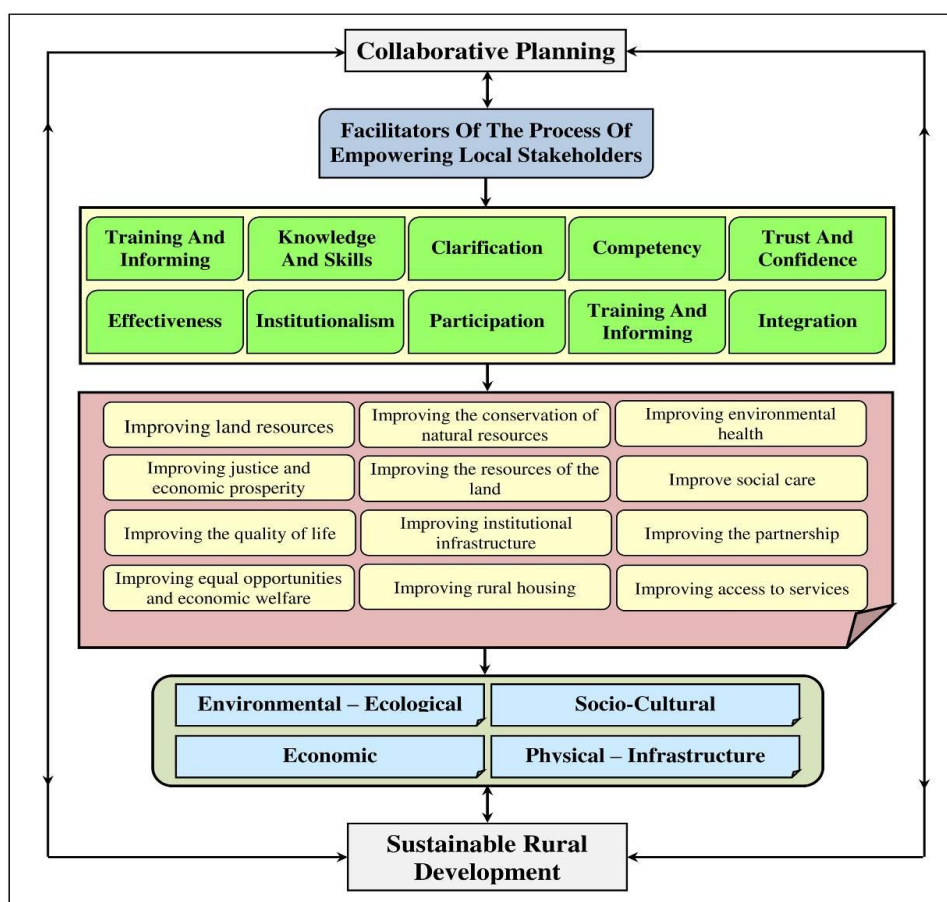 Collaborative Planning
Facilitators Of The Process Of
Empowering Local Stakeholders
Training And
Informing
Knowledge
And Skills
Clarification
Competency
Trust And
Confidence
Effectiveness
Institutionalism
Participation
Training And
Informing
Integration
Improving land resources
Improving the conservation of
natural resources
Improving environmental
health
Improving justice and
economic prosperity
Improving the resources of the
land
Improve social care
Improving the quality of life
Improving institutional
infrastructure
Improving the partnership
Improving equal opportunities
and economic welfare
Improving rural housing
Improving access to services
Environmental – Ecological
Socio-Cultural
Economic
Physical – Infrastructure
Sustainable Rural
Development